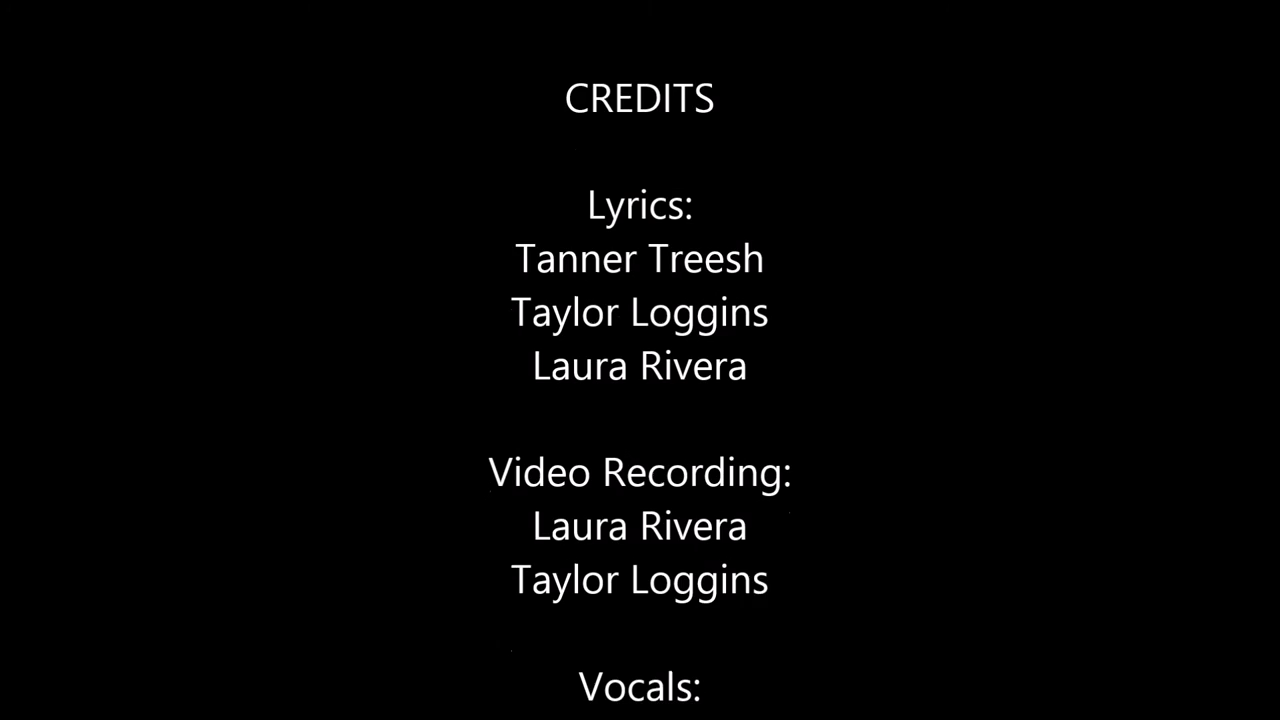 CREDITS
Lyrics:
Tanner Treesh
Taylor Loggins
Laura Rivera
Video Recording:
Laura Rivera
Taylor Loggins
Vocals: